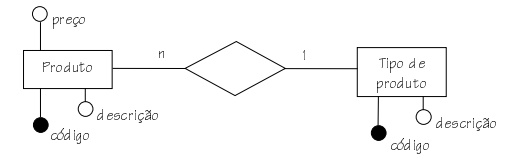 preço
n
1
Produto
Tipo de
produto
descrição
código
descrição
código